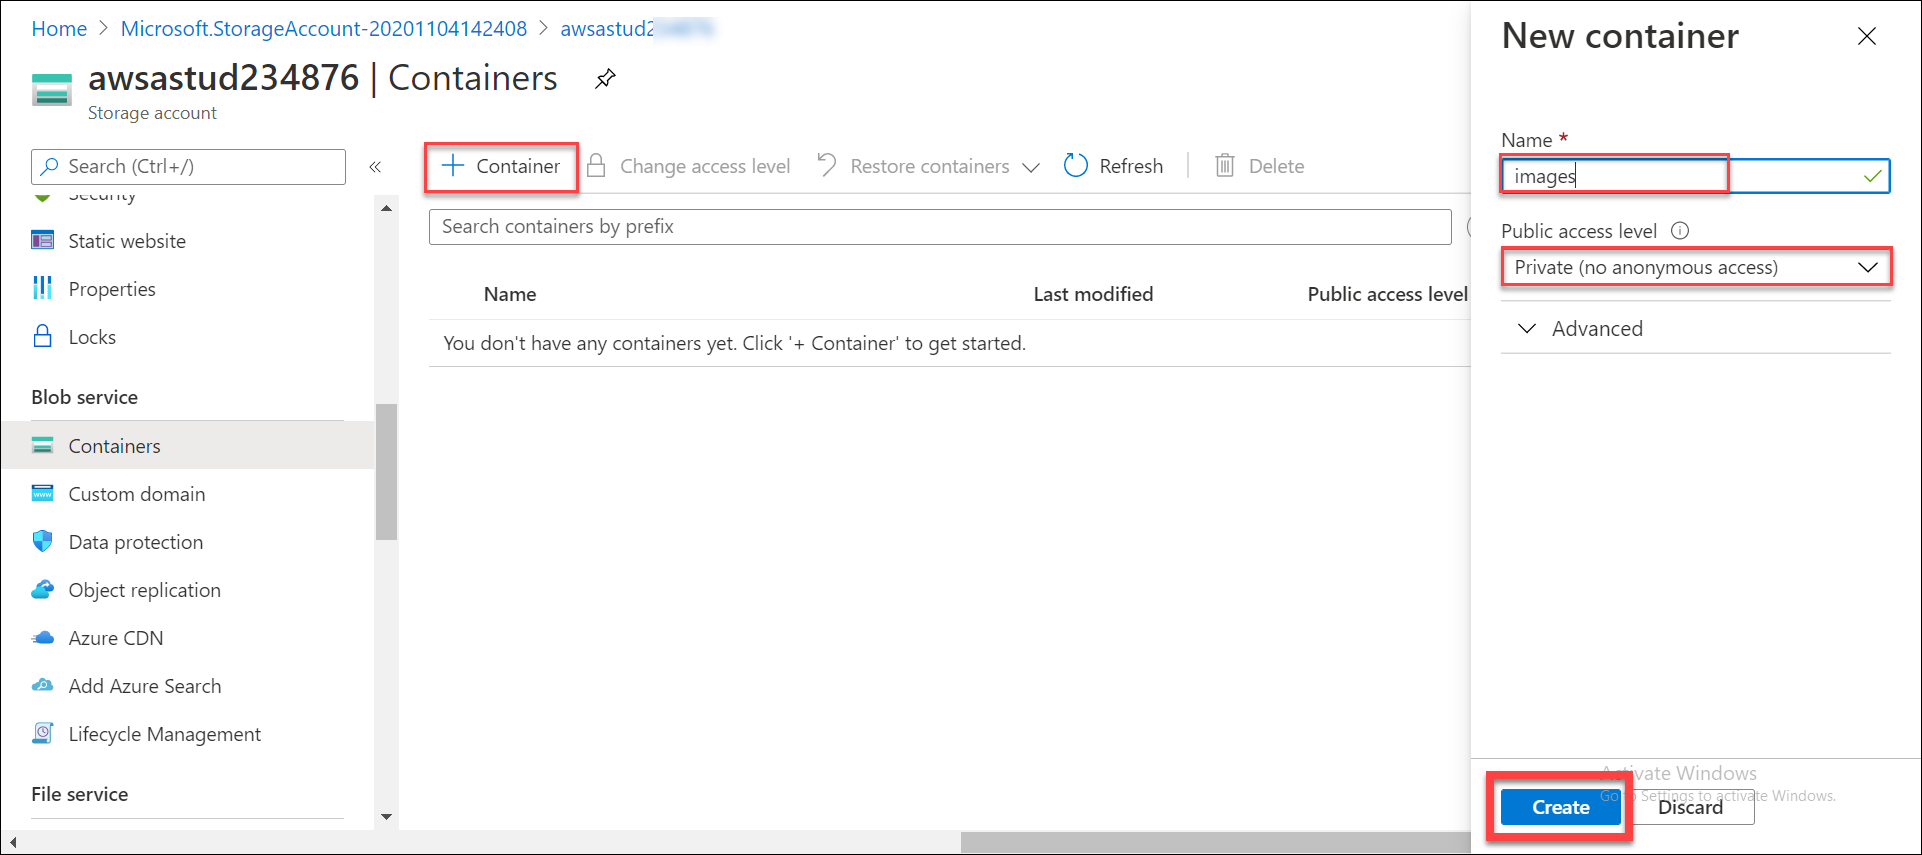 Home > Microsoft.StorageAccount-20201104142408 > awsastud2
awsastud234876 | Containers
Storage account
Search (Ctrl+/)
«
Security
Static website
Properties
Locks
Blob service
Containers
Custom domain
Data protection
Object replication
Azure CDN
Add Azure Search
Lifecycle Management
File service
+ Container Change access level Restore containers Refresh Delete
Search containers by prefix
Name Last modified Public access level
You don't have any containers yet. Click '+ Container' to get started.
New container
Name *
images
Public access level
Private (no anonymous access)
Advanced
Activate Windows
Go to Settings to activate Windows.
Create Discard